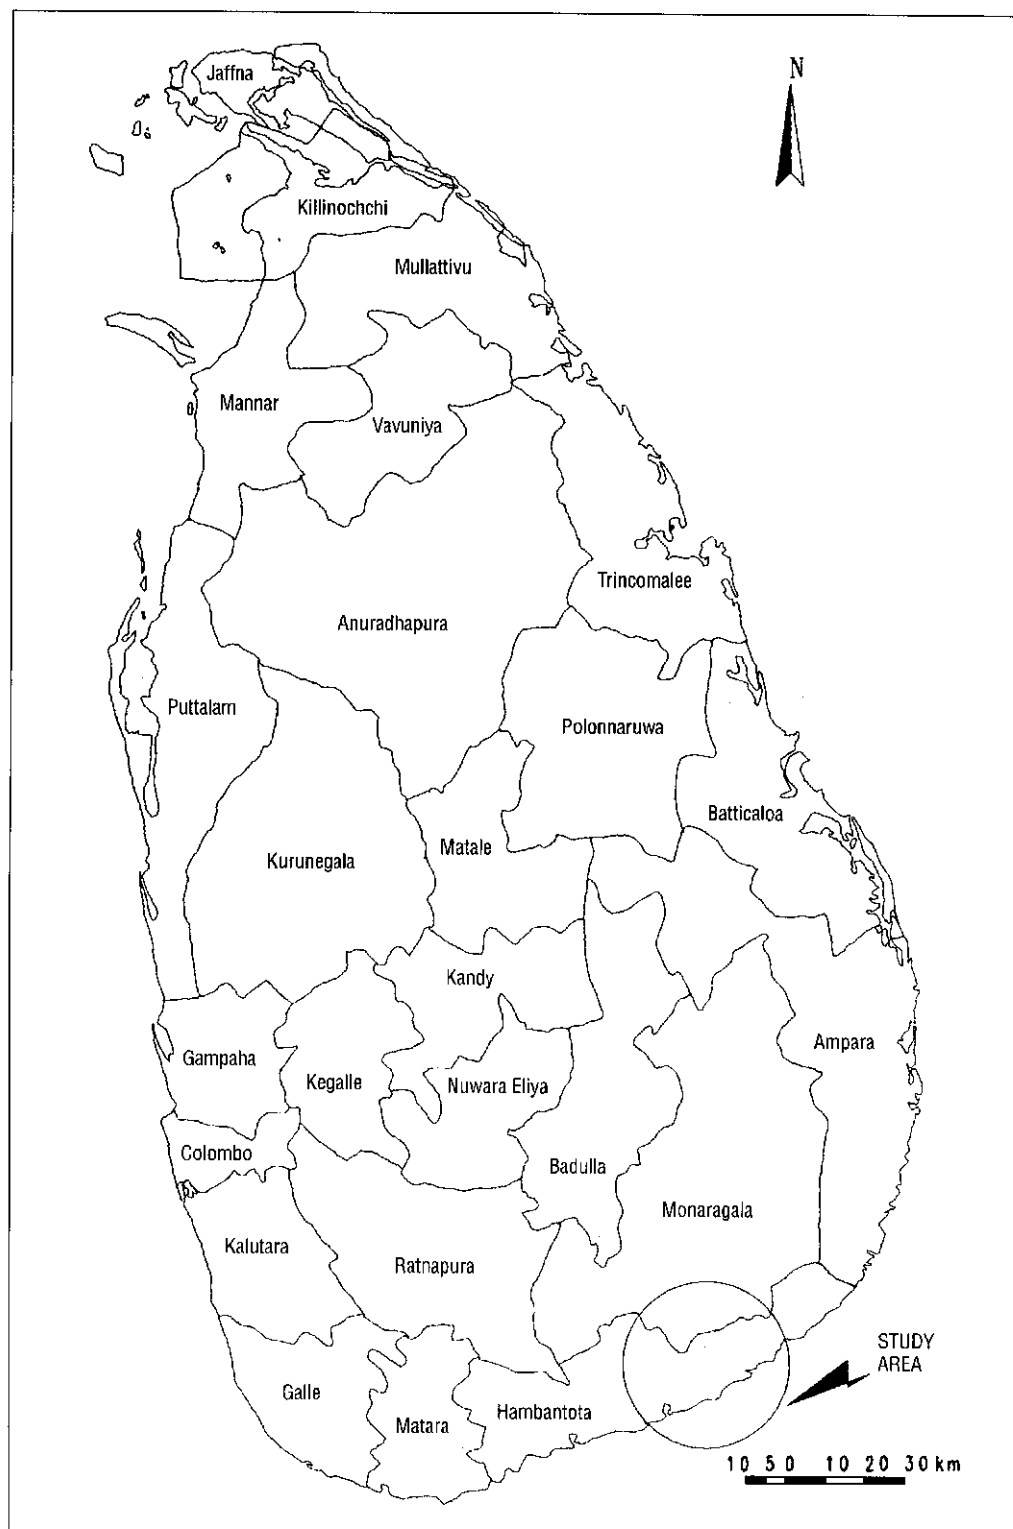 Jaffna
N
Killinochchi
Mullattivu
Mannar
Vavuniya
Trincomalee
Anuradhapura
Puttalam
Polonnaruwa
Batticaloa
Matale
Kurunegala
Kandy
Ampara
Gampaha
Kegalle
Nuwara Eliya
Colombo
Badulla
Monaragala
Kalutara
Ratnapura
STUDY
AREA
Galle
Hambantota
Matara
10 5 0 10 20 30 km